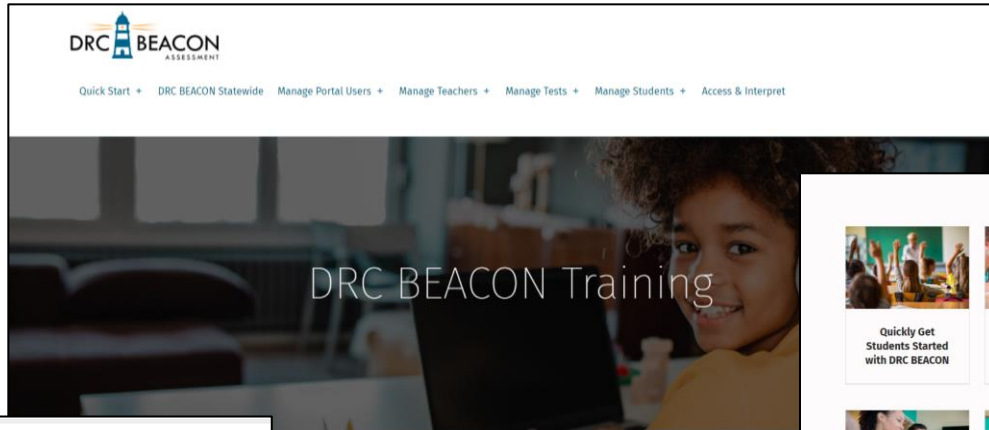 DRC BEACON
ASSESSMENT
Quick Start + DRC BEACON Statewide Manage Portal Users + Manage Teachers + Manage Tests + Manage Students + Access & Interpret
DRC BEACON Training
Quickly Get
Students Started
with DRC BEACON